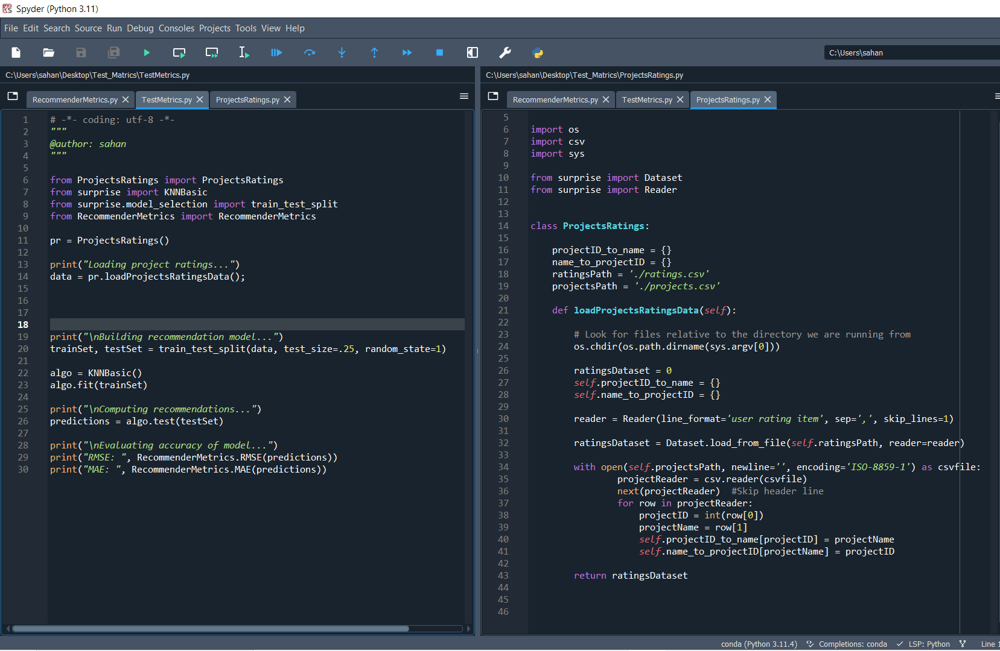 Spyder (Python 3.11)
File Edit Search Source Run Debug Consoles Projects Tools View Help
C:\Users\sahan
C:\Users\sahan\Desktop\Test_Matrics\TestMetrics.py
RecommenderMetrics.py TestMetrics.py ProjectsRatings.py
1 # -*- coding: utf-8 -*-
2 """
3 @author: sahan
4 """
5
6 from ProjectsRatings import ProjectsRatings
7 from surprise import KNNBasic
8 from surprise.model_selection import train_test_split
9 from RecommenderMetrics import RecommenderMetrics
10
11 pr = ProjectsRatings()
12
13 print("Loading project ratings...")
14 data = pr.loadProjectsRatingsData();
15
16
17
18
19 print("\nBuilding recommendation model...")
20 trainSet, testSet = train_test_split(data, test_size=.25, random_state=1)
21
22 algo = KNNBasic()
23 algo.fit(trainSet)
24
25 print("\nComputing recommendations...")
26 predictions = algo.test(testSet)
27
28 print("\nEvaluating accuracy of model...")
29 print("RMSE: ", RecommenderMetrics.RMSE(predictions))
30 print("MAE: ", RecommenderMetrics.MAE(predictions))
C:\Users\sahan\Desktop\Test_Matrics\ProjectsRatings.py
RecommenderMetrics.py TestMetrics.py ProjectsRatings.py
5
6 import os
7 import csv
8 import sys
9
10 from surprise import Dataset
11 from surprise import Reader
12
13
14 class ProjectsRatings:
15
16 projectID_to_name = {}
17 name_to_projectID = {}
18 ratingsPath = './ratings.csv'
19 projectsPath = './projects.csv'
20
21 def loadProjectsRatingsData(self):
22
23 # Look for files relative to the directory we are running from
24 os.chdir(os.path.dirname(sys.argv[0]))
25
26 ratingsDataset = 0
27 self.projectID_to_name = {}
28 self.name_to_projectID = {}
29
30 reader = Reader(line_format='user rating item', sep=',', skip_lines=1)
31
32 ratingsDataset = Dataset.load_from_file(self.ratingsPath, reader=reader)
33
34 with open(self.projectsPath, newline='', encoding='ISO-8859-1') as csvfile:
35 projectReader = csv.reader(csvfile)
36 next(projectReader) #Skip header line
37 for row in projectReader:
38 projectID = int(row[0])
39 projectName = row[1]
40 self.projectID_to_name[projectID] = projectName
41 self.name_to_projectID[projectName] = projectID
42
43 return ratingsDataset
44
45
46
conda (Python 3.11.4) Completions: conda LSP: Python Line 1